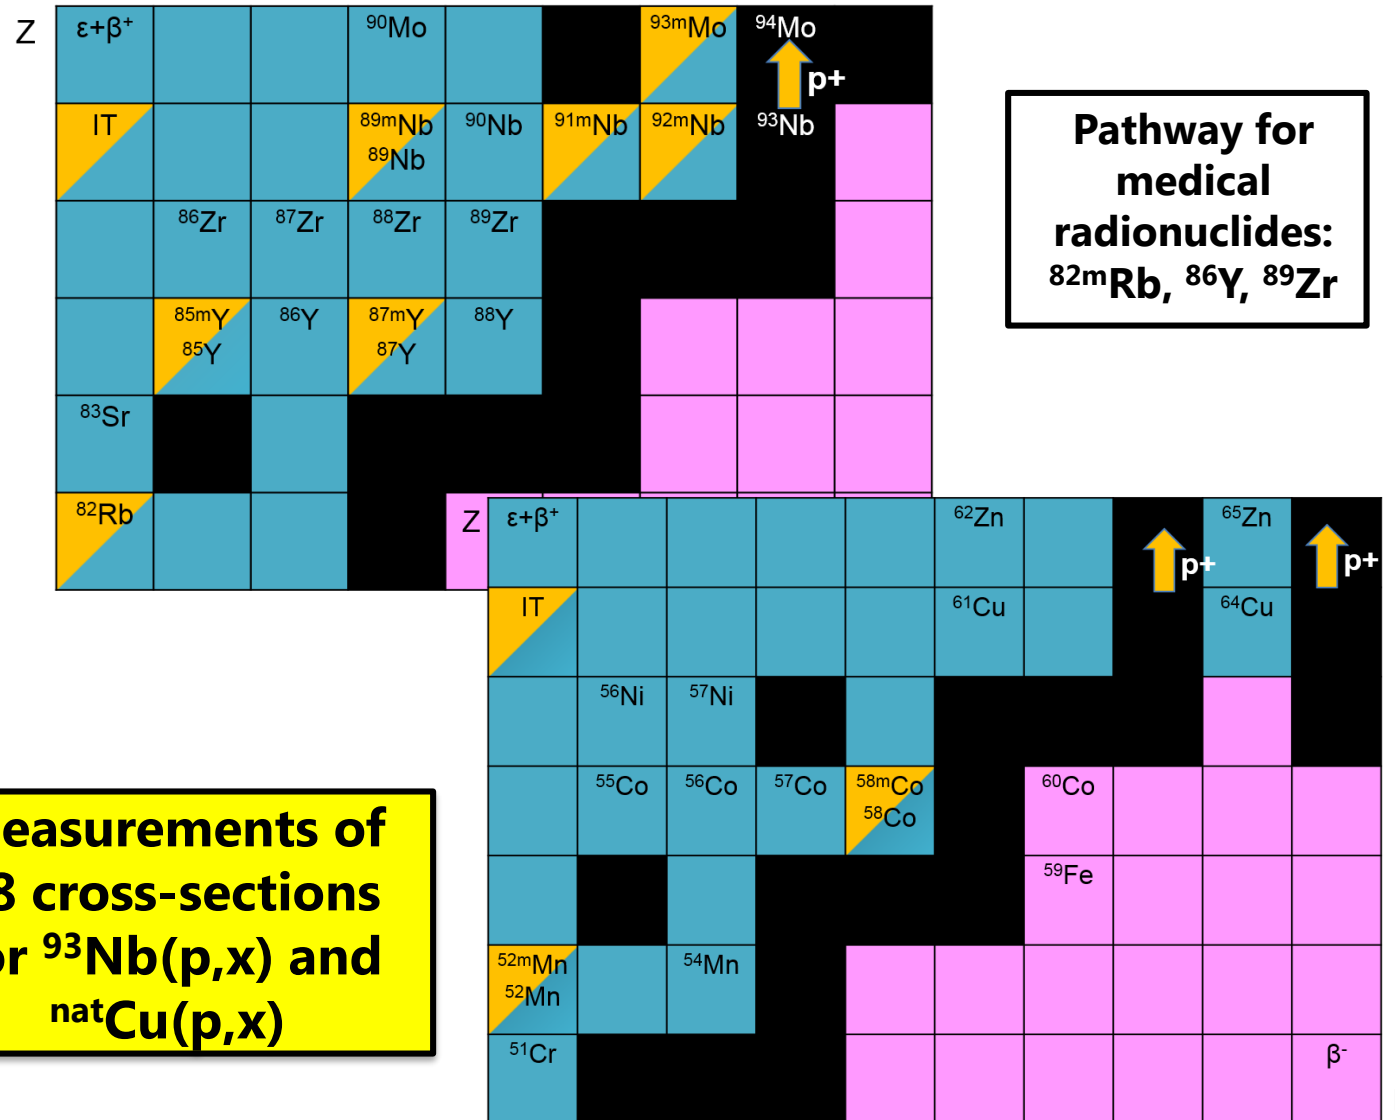 Z
ε+β⁺ ⁹⁰Mo ⁹³ᵐMo ⁹⁴Mo
p+
IT ⁸⁹ᵐNb ⁹⁰Nb ⁹¹ᵐNb ⁹²ᵐNb ⁹³Nb
⁸⁹Nb
⁸⁶Zr ⁸⁷Zr ⁸⁸Zr ⁸⁹Zr
⁸⁵ᵐY ⁸⁶Y ⁸⁷ᵐY ⁸⁸Y
⁸⁵Y ⁸⁷Y
⁸³Sr
⁸²Rb
Pathway for
medical
radionuclides:
⁸²ᵐRb, ⁸⁶Y, ⁸⁹Zr
Z
ε+β⁺ ⁶²Zn ⁶⁵Zn
p+ p+
IT ⁶¹Cu ⁶⁴Cu
⁵⁶Ni ⁵⁷Ni
⁵⁵Co ⁵⁶Co ⁵⁷Co ⁵⁸ᵐCo ⁶⁰Co
⁵⁸Co
⁵⁹Fe
⁵²ᵐMn ⁵⁴Mn
⁵²Mn
⁵¹Cr β⁻
easurements of
8 cross-sections
r ⁹³Nb(p,x) and
ⁿᵃᵗCu(p,x)